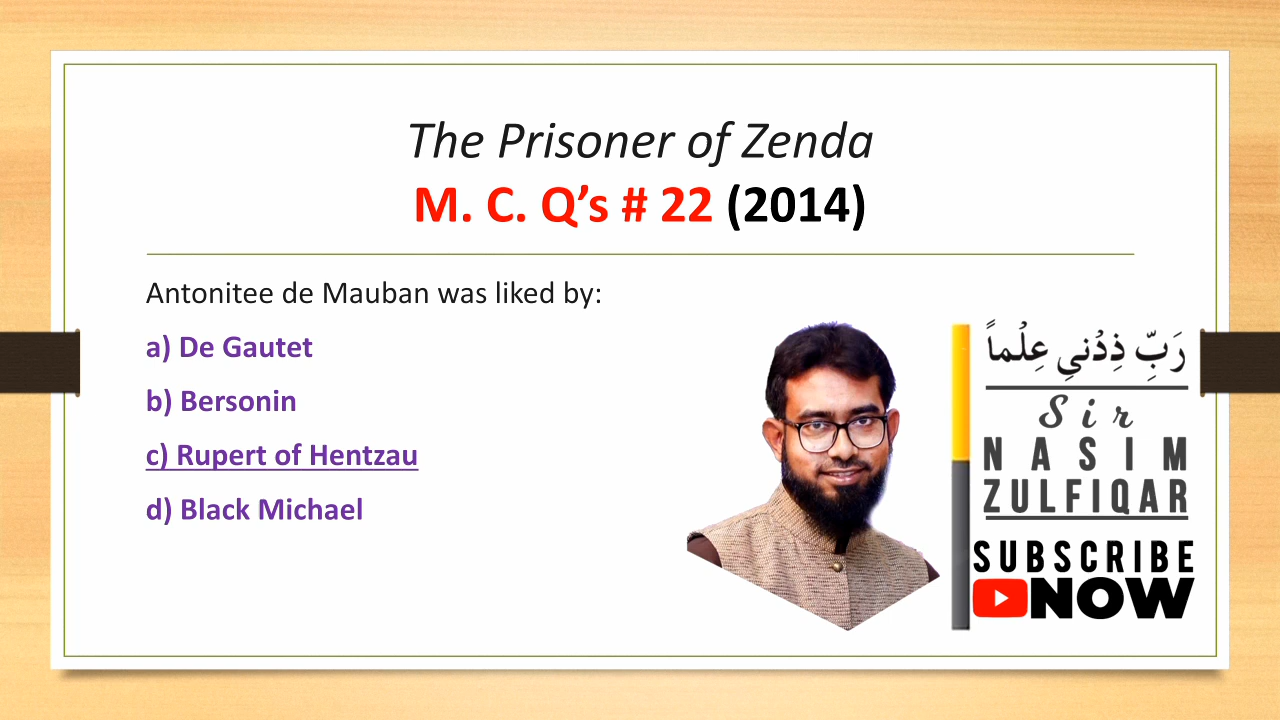 The Prisoner of Zenda
M. C. Q’s # 22 (2014)
Antonitee de Mauban was liked by:
a) De Gautet
b) Bersonin
c) Rupert of Hentzau
d) Black Michael
رَبِّ ذِدْنيِ عِلْماً
Sir
NASIM
ZULFIQAR
SUBSCRIBE
NOW